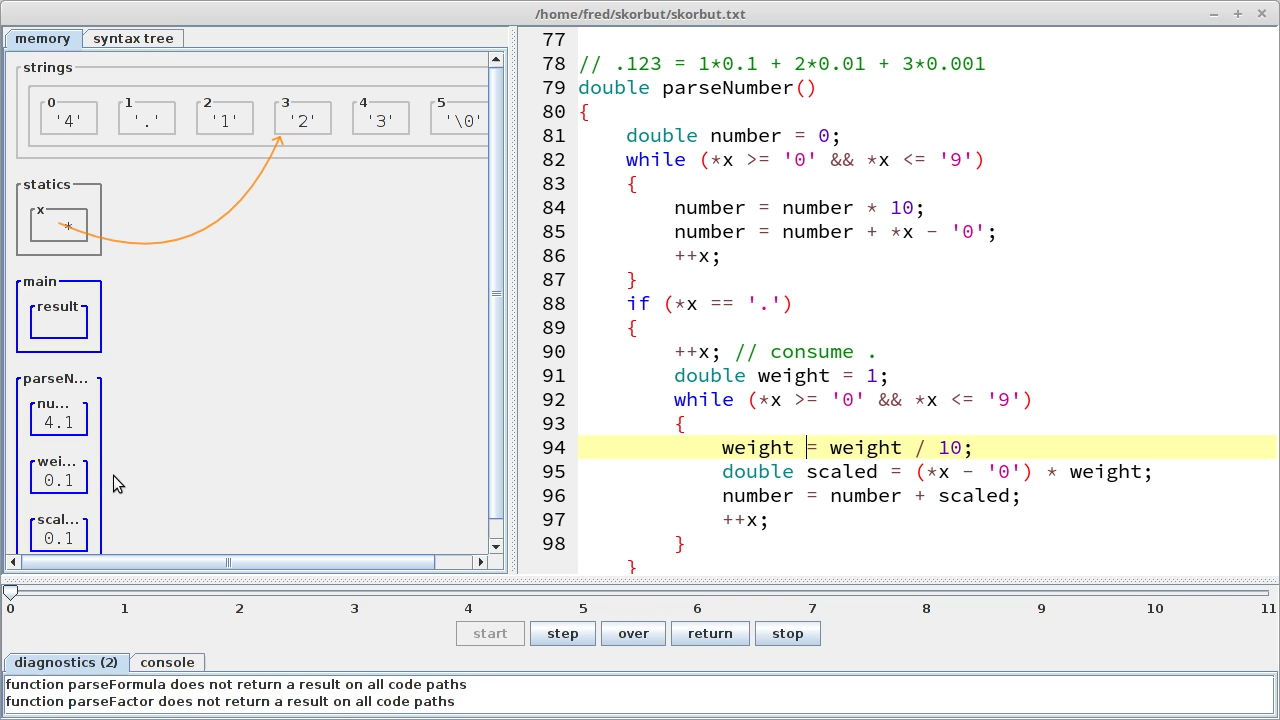 /home/fred/skorbut/skorbut.txt
memory
syntax tree
strings
0 1 2 3 4 5
'4' '.' '1' '2' '3' '\0'
statics
x
main
result
parseN...
nu...
4.1
wei...
0.1
scal...
0.1
77
78 // .123 = 1*0.1 + 2*0.01 + 3*0.001
79 double parseNumber()
80 {
81     double number = 0;
82     while (*x >= '0' && *x <= '9')
83     {
84         number = number * 10;
85         number = number + *x - '0';
86         ++x;
87     }
88     if (*x == '.')
89     {
90         ++x; // consume .
91         double weight = 1;
92         while (*x >= '0' && *x <= '9')
93         {
94             weight = weight / 10;
95             double scaled = (*x - '0') * weight;
96             number = number + scaled;
97             ++x;
98         }
}
0 1 2 3 4 5 6 7 8 9 10 11
start step over return stop
diagnostics (2) console
function parseFormula does not return a result on all code paths
function parseFactor does not return a result on all code paths